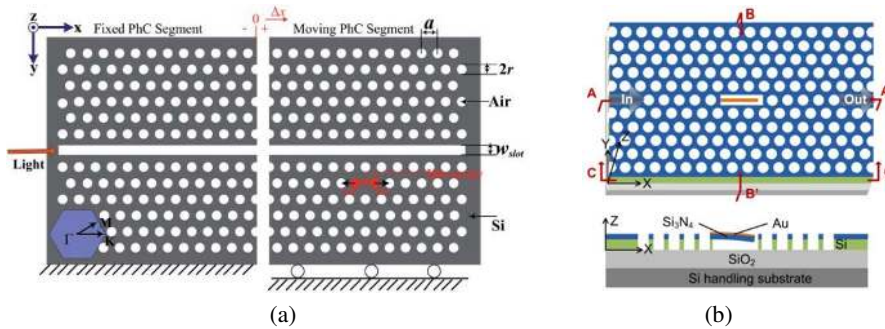 z
x
y
Fixed PhC Segment
0
Δx
- +
Moving PhC Segment
a
2r
Air
w_slot
Light
Si
M
Γ
K
(a)
B
A
In
Out
A
Y
Z
X
C
B'
C
Z
Si₃N₄
Au
Si
X
SiO₂
Si handling substrate
(b)